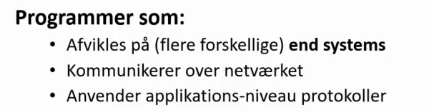 Programmer som:
• Afvikles på (flere forskellige) end systems
• Kommunikerer over netværket
• Anvender applikations-niveau protokoller